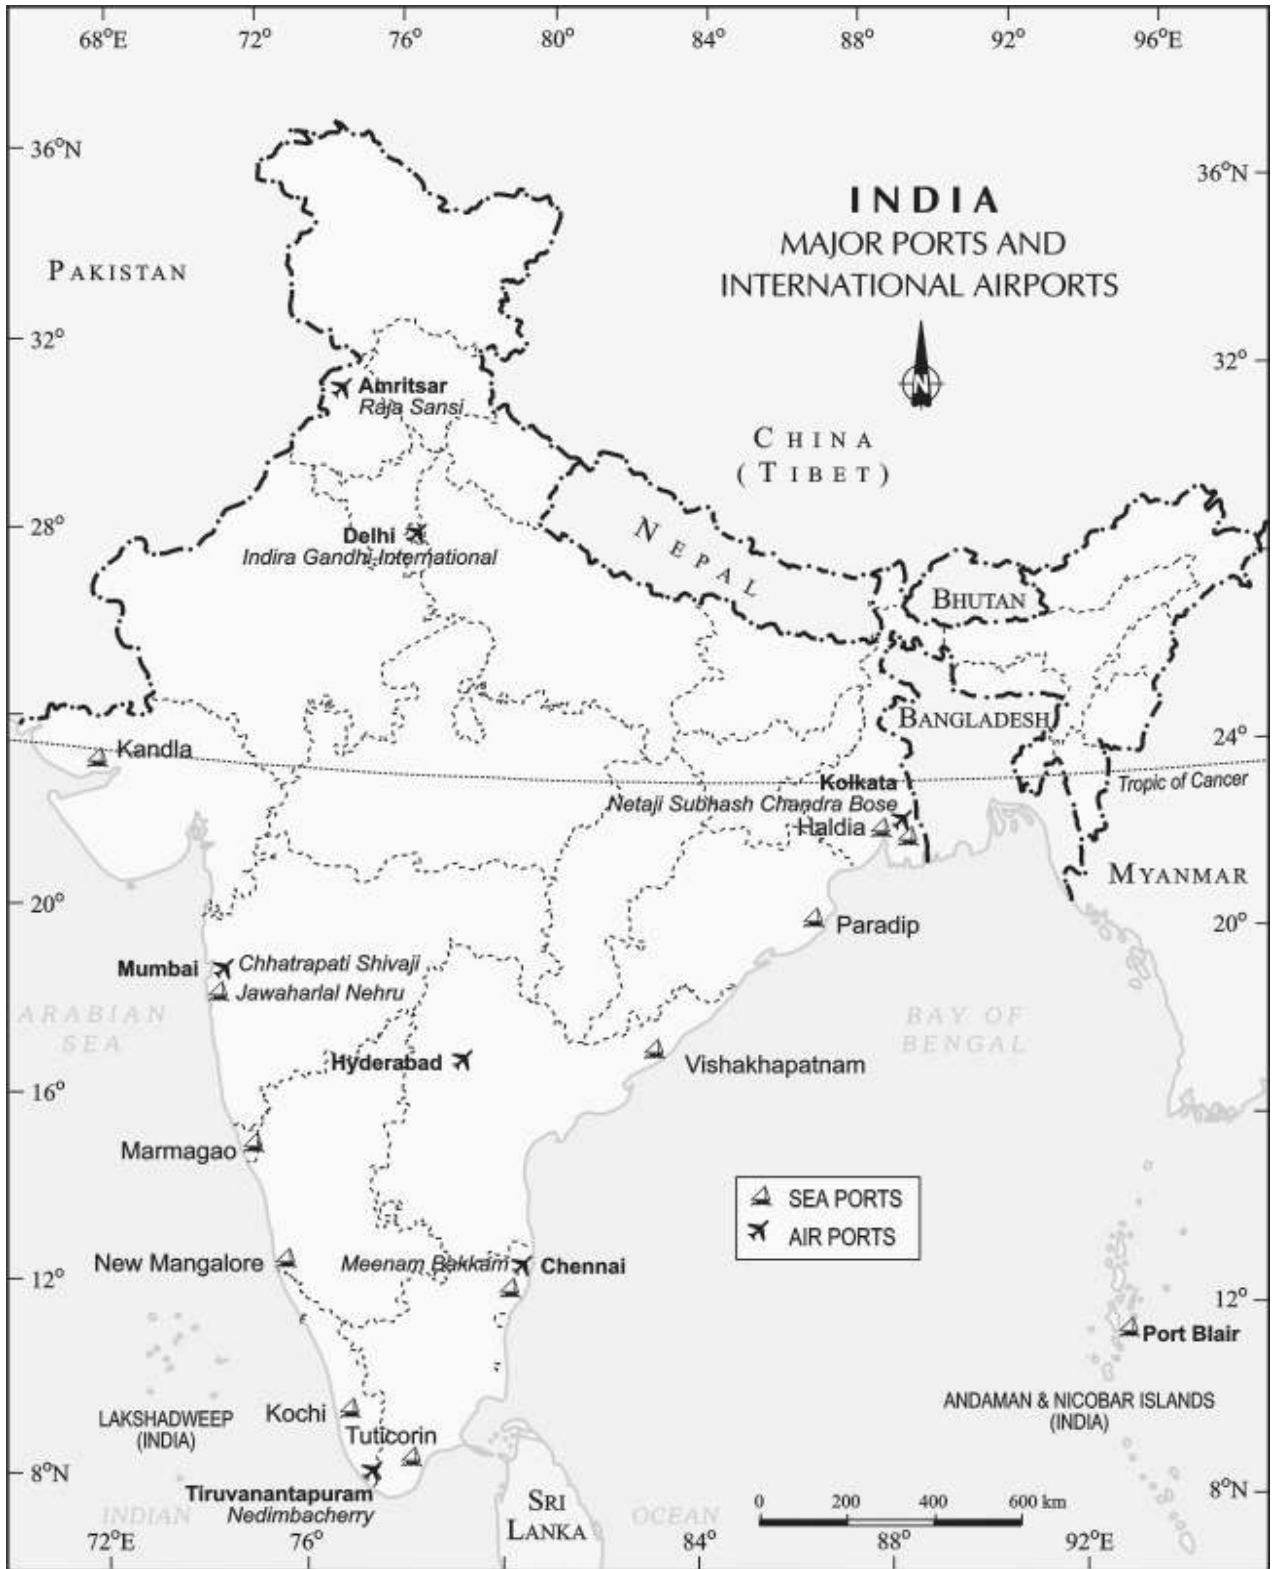 68°E 72° 76° 80° 84° 88° 92° 96°E
36°N
36°N
INDIA
MAJOR PORTS AND
INTERNATIONAL AIRPORTS
PAKISTAN
32°
32°
N
Amritsar
Raja Sansi
CHINA
(TIBET)
28°
Delhi
Indira Gandhi International
NEPAL
BHUTAN
BANGLADESH
Kandla
24°
Tropic of Cancer
Kolkata
Netaji Subhash Chandra Bose
Haldia
MYANMAR
20°
20°
Paradip
Mumbai
Chhatrapati Shivaji
Jawaharlal Nehru
ARABIAN
SEA
BAY OF
BENGAL
Hyderabad
Vishakhapatnam
16°
Marmagao
SEA PORTS
AIR PORTS
New Mangalore
Meenam Bakkam
Chennai
12°
12°
Port Blair
Kochi
LAKSHADWEEP
(INDIA)
ANDAMAN & NICOBAR ISLANDS
(INDIA)
Tuticorin
8°N
8°N
Tiruvanantapuram
Nedimbacherry
INDIAN
OCEAN
SRI
LANKA
0 200 400 600 km
72°E 76° 84° 88° 92°E